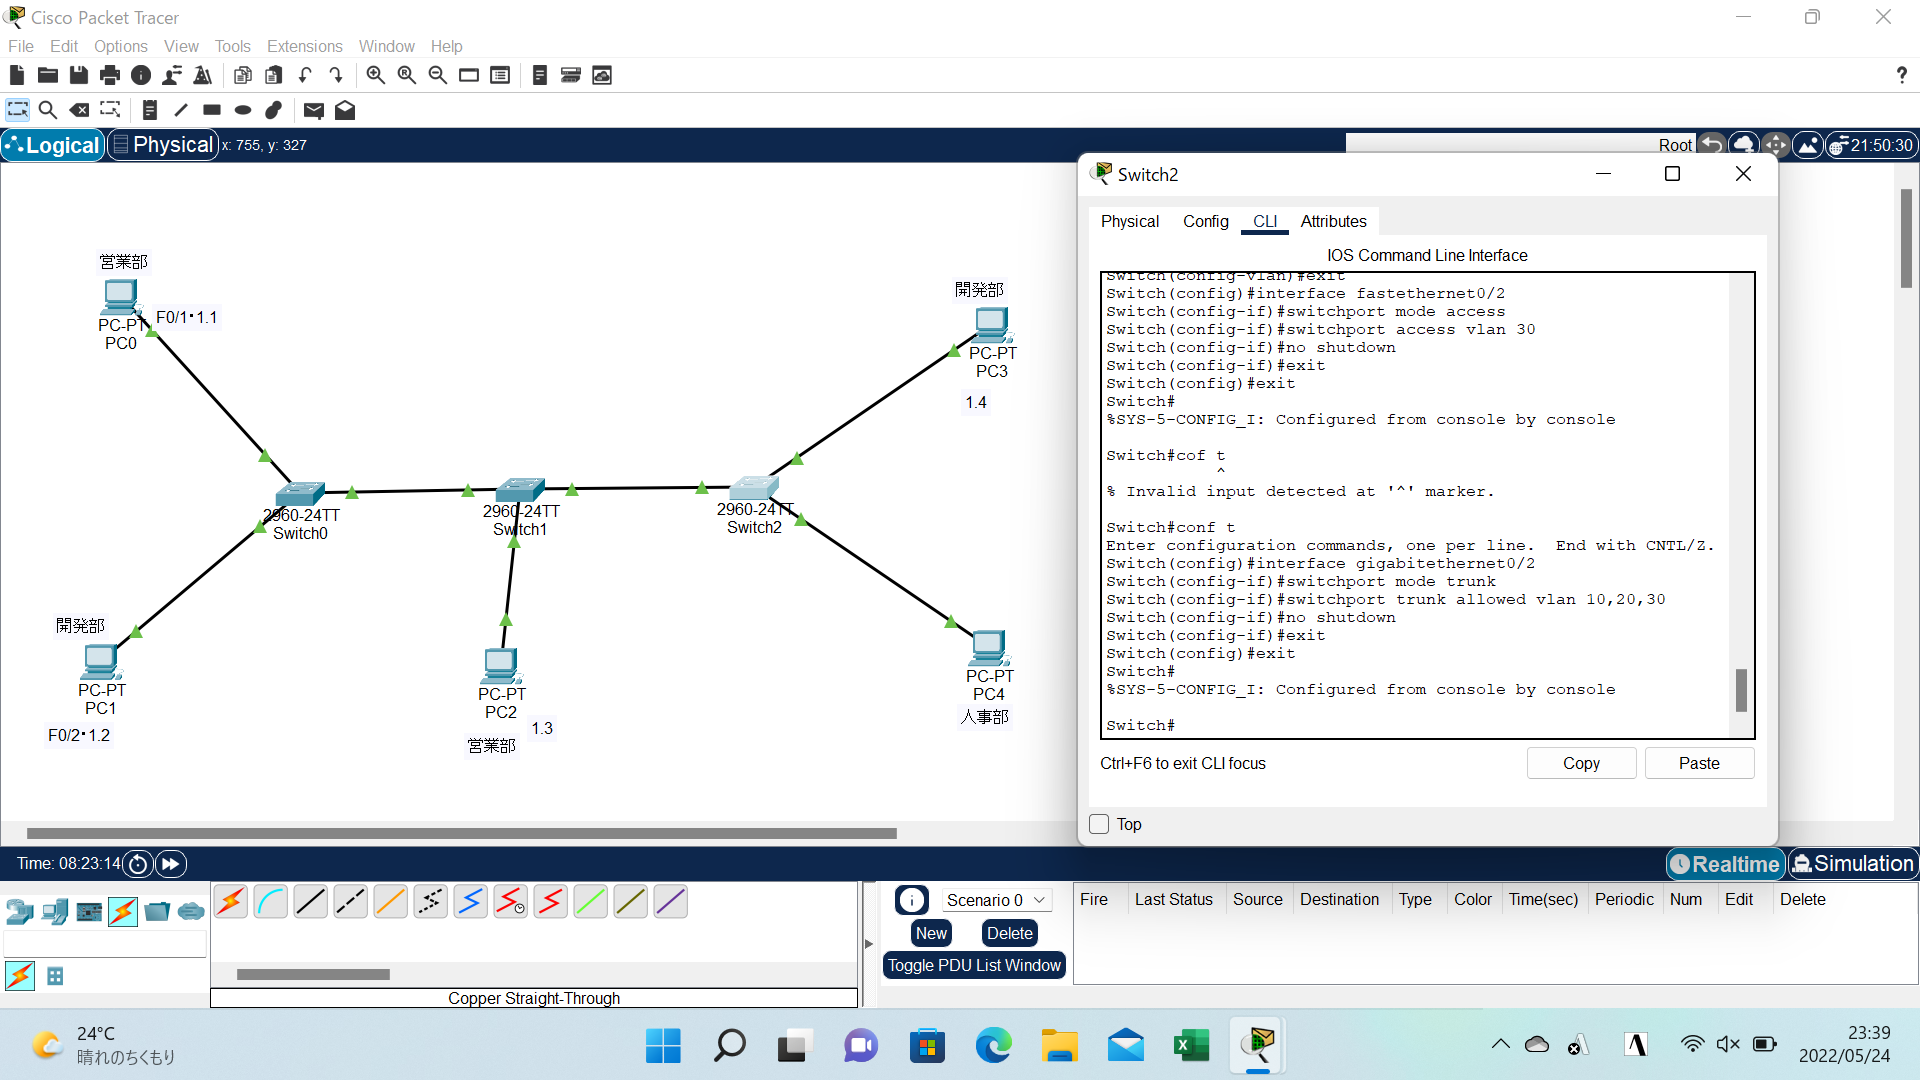 Cisco Packet Tracer
File Edit Options View Tools Extensions Window Help
?
Logical Physical x: 755, y: 327
Root 21:50:30
営業部
PC-PT
PC0
F0/1・1.1
開発部
PC-PT
PC3
1.4
2960-24TT
Switch0
2960-24TT
Switch1
2960-24TT
Switch2
開発部
PC-PT
PC1
F0/2・1.2
PC-PT
PC2
1.3
営業部
PC-PT
PC4
人事部
Switch2
Physical Config CLI Attributes
IOS Command Line Interface
Switch(config-vlan)#exit
Switch(config)#interface fastethernet0/2
Switch(config-if)#switchport mode access
Switch(config-if)#switchport access vlan 30
Switch(config-if)#no shutdown
Switch(config-if)#exit
Switch(config)#exit
Switch#
%SYS-5-CONFIG_I: Configured from console by console
Switch#cof t
^
% Invalid input detected at '^' marker.
Switch#conf t
Enter configuration commands, one per line.  End with CNTL/Z.
Switch(config)#interface gigabitethernet0/2
Switch(config-if)#switchport mode trunk
Switch(config-if)#switchport trunk allowed vlan 10,20,30
Switch(config-if)#no shutdown
Switch(config-if)#exit
Switch(config)#exit
Switch#
%SYS-5-CONFIG_I: Configured from console by console
Switch#
Ctrl+F6 to exit CLI focus
Copy Paste
Top
Time: 08:23:14
Realtime Simulation
Scenario 0
New Delete
Toggle PDU List Window
Fire Last Status Source Destination Type Color Time(sec) Periodic Num Edit Delete
Copper Straight-Through
24°C
晴れのちくもり
A
23:39
2022/05/24